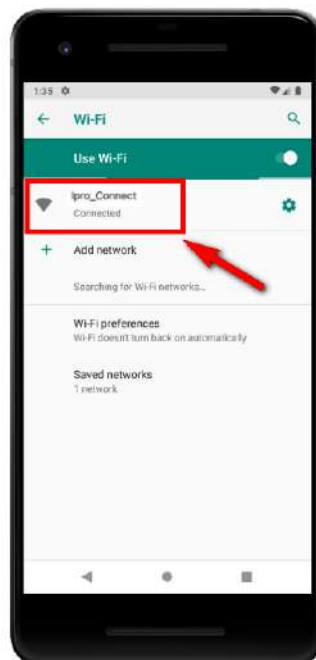 1:35
Wi-Fi
Use Wi-Fi
Ipro_Connect
Connected
Add network
Searching for Wi-Fi networks…
Wi-Fi preferences
Wi-Fi doesn't turn back on automatically
Saved networks
1 network